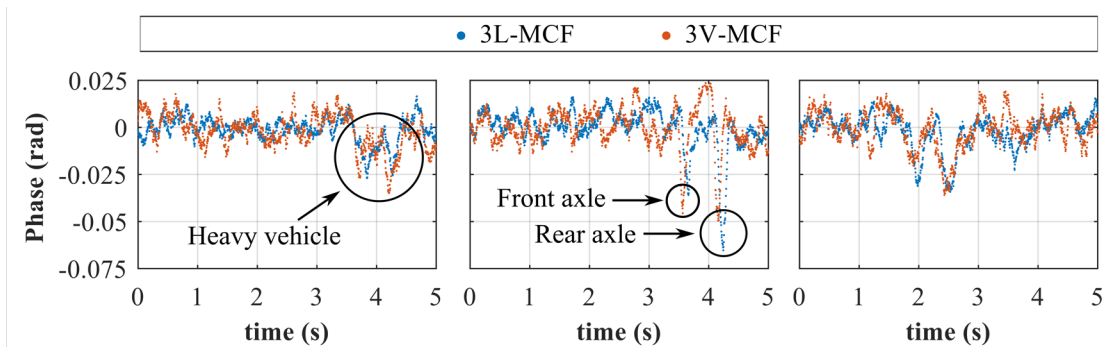 3L-MCF 3V-MCF
Phase (rad)
0.025
0
-0.025
-0.05
-0.075
Heavy vehicle
Front axle
Rear axle
0 1 2 3 4 5 0 1 2 3 4 5 0 1 2 3 4 5
time (s) time (s) time (s)